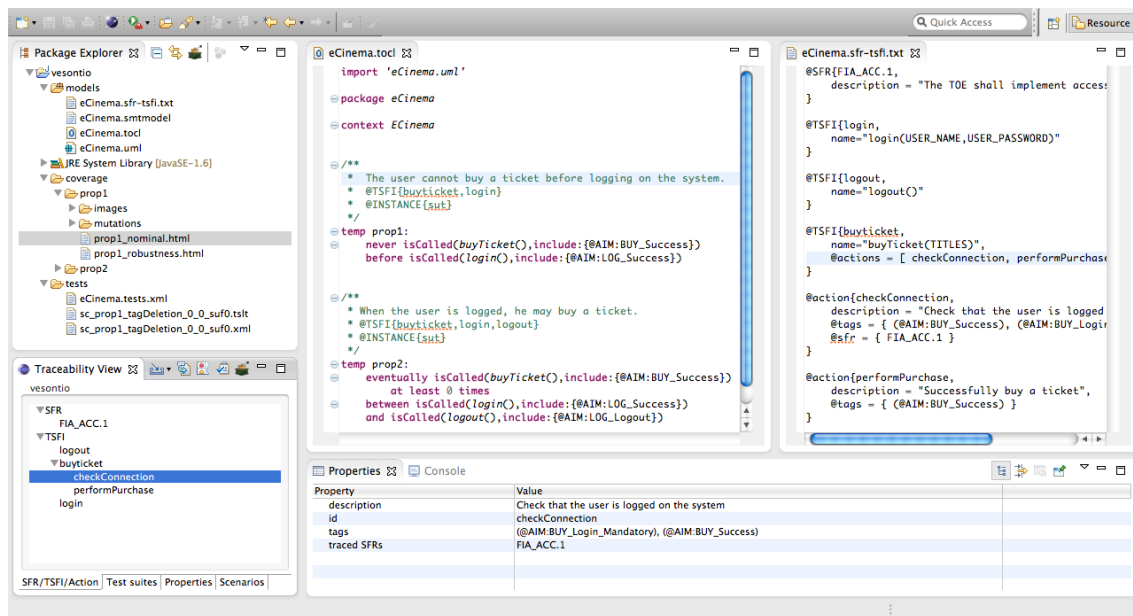 Quick Access
Resource
Package Explorer
vesontio
models
eCinema.sfr-tsfi.txt
eCinema.smtmodel
eCinema.tocl
eCinema.uml
JRE System Library [JavaSE-1.6]
coverage
prop1
images
mutations
prop1_nominal.html
prop1_robustness.html
prop2
tests
eCinema.tests.xml
sc_prop1_tagDeletion_0_0_suf0.tslt
sc_prop1_tagDeletion_0_0_suf0.xml
Traceability View
vesontio
SFR
FIA_ACC.1
TSFI
logout
buyticket
checkConnection
performPurchase
login
SFR/TSFI/Action Test suites Properties Scenarios
eCinema.tocl
import 'eCinema.uml'
package eCinema
context ECinema
/**
* The user cannot buy a ticket before logging on the system.
* @TSFI{buyticket,login}
* @INSTANCE{sut}
*/
temp prop1:
never isCalled(buyTicket(),include:{@AIM:BUY_Success})
before isCalled(login(),include:{@AIM:LOG_Success})
/**
* When the user is logged, he may buy a ticket.
* @TSFI{buyticket,login,logout}
* @INSTANCE{sut}
*/
temp prop2:
eventually isCalled(buyTicket(),include:{@AIM:BUY_Success})
at least 0 times
between isCalled(login(),include:{@AIM:LOG_Success})
and isCalled(logout(),include:{@AIM:LOG_Logout})
eCinema.sfr-tsfi.txt
@SFR{FIA_ACC.1,
description = "The TOE shall implement access
}
@TSFI{login,
name="login(USER_NAME,USER_PASSWORD)"
}
@TSFI{logout,
name="logout()"
}
@TSFI{buyticket,
name="buyTicket(TITLES)",
@actions = [ checkConnection, performPurchase
}
@action{checkConnection,
description = "Check that the user is logged
@tags = { (@AIM:BUY_Success), (@AIM:BUY_Login
@sfr = { FIA_ACC.1 }
}
@action{performPurchase,
description = "Successfully buy a ticket",
@tags = { (@AIM:BUY_Success) }
}
Properties Console
Property Value
description Check that the user is logged on the system
id checkConnection
tags (@AIM:BUY_Login_Mandatory), (@AIM:BUY_Success)
traced SFRs FIA_ACC.1